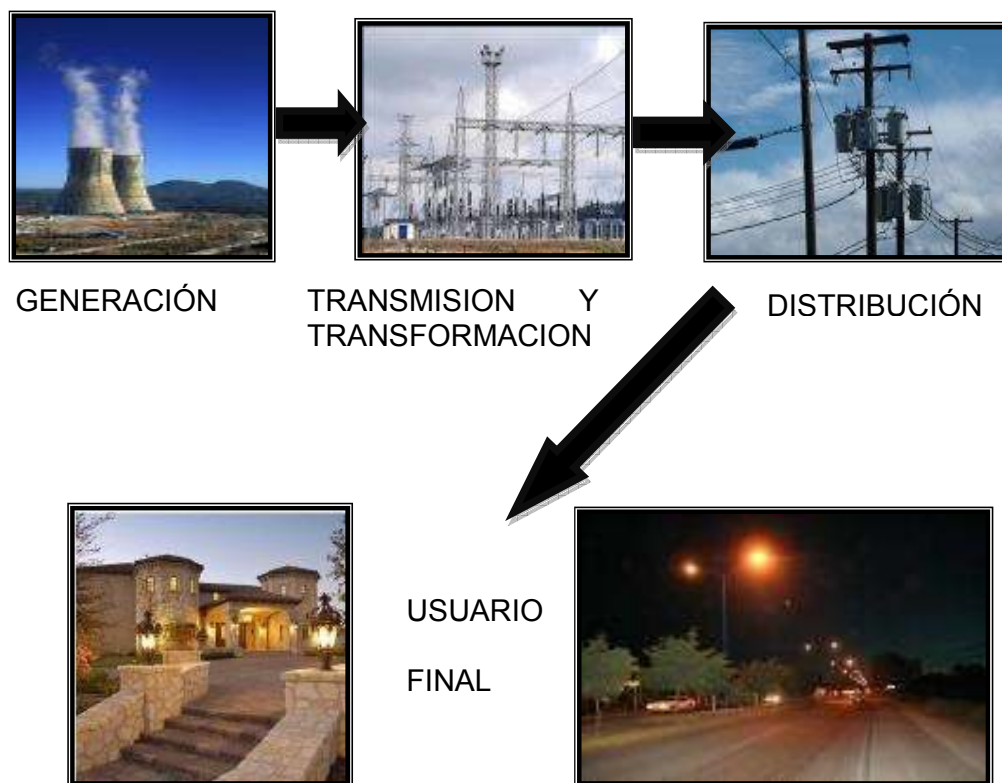 GENERACIÓN
TRANSMISION Y
TRANSFORMACION
DISTRIBUCIÓN
USUARIO
FINAL